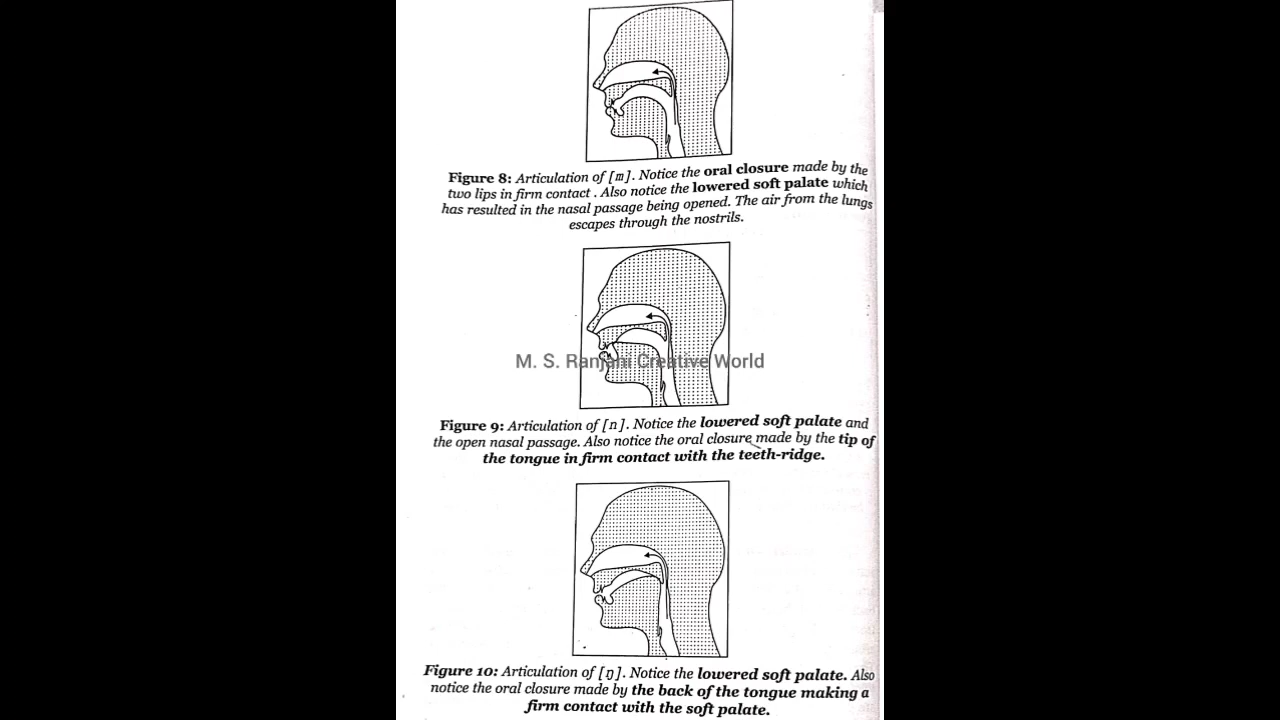 Figure 8: Articulation of [m]. Notice the oral closure made by the
two lips in firm contact . Also notice the lowered soft palate which
has resulted in the nasal passage being opened. The air from the lungs
escapes through the nostrils.
M. S. Ranjani Creative World
Figure 9: Articulation of [n]. Notice the lowered soft palate and
the open nasal passage. Also notice the oral closure made by the tip of
the tongue in firm contact with the teeth-ridge.
Figure 10: Articulation of [ŋ]. Notice the lowered soft palate. Also
notice the oral closure made by the back of the tongue making a
firm contact with the soft palate.